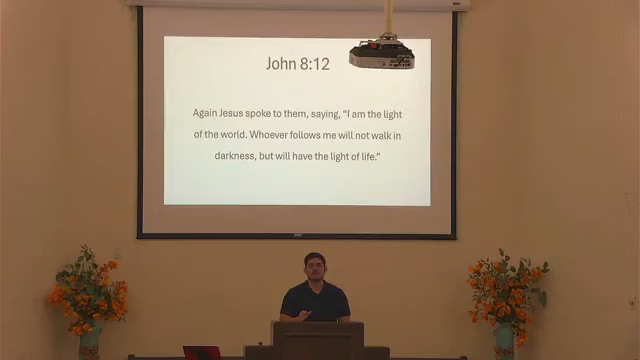 John 8:12
Again Jesus spoke to them, saying, “I am the light
of the world. Whoever follows me will not walk in
darkness, but will have the light of life.”